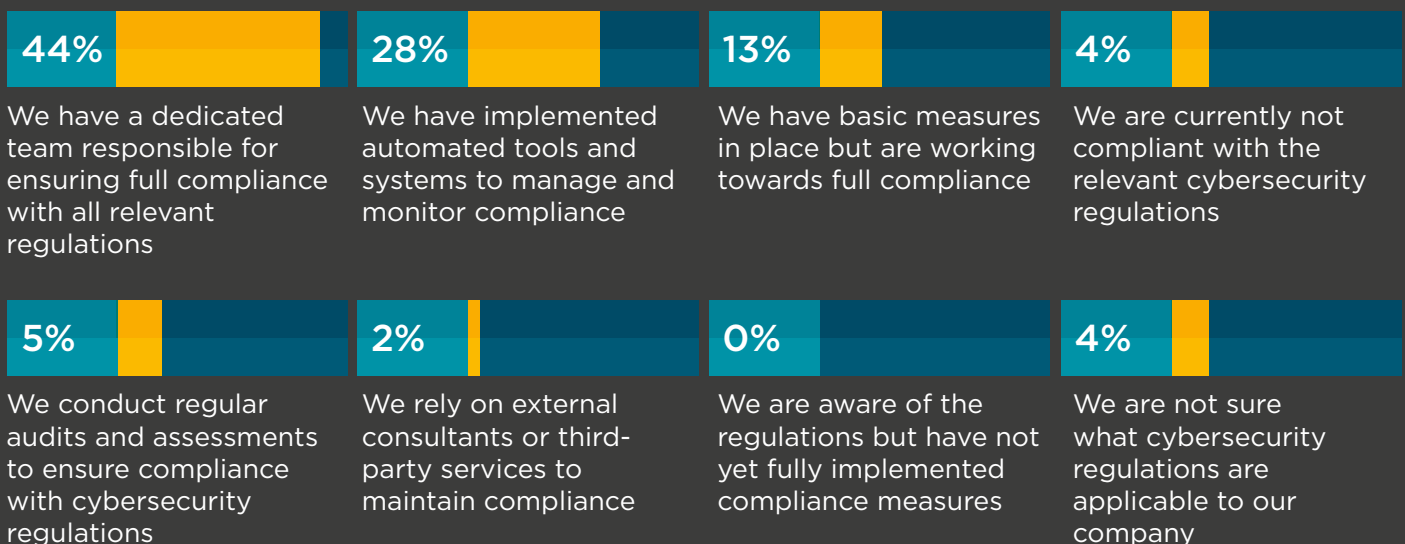 44%
We have a dedicated
team responsible for
ensuring full compliance
with all relevant
regulations
28%
We have implemented
automated tools and
systems to manage and
monitor compliance
13%
We have basic measures
in place but are working
towards full compliance
4%
We are currently not
compliant with the
relevant cybersecurity
regulations
5%
We conduct regular
audits and assessments
to ensure compliance
with cybersecurity
regulations
2%
We rely on external
consultants or third-
party services to
maintain compliance
0%
We are aware of the
regulations but have not
yet fully implemented
compliance measures
4%
We are not sure
what cybersecurity
regulations are
applicable to our
company